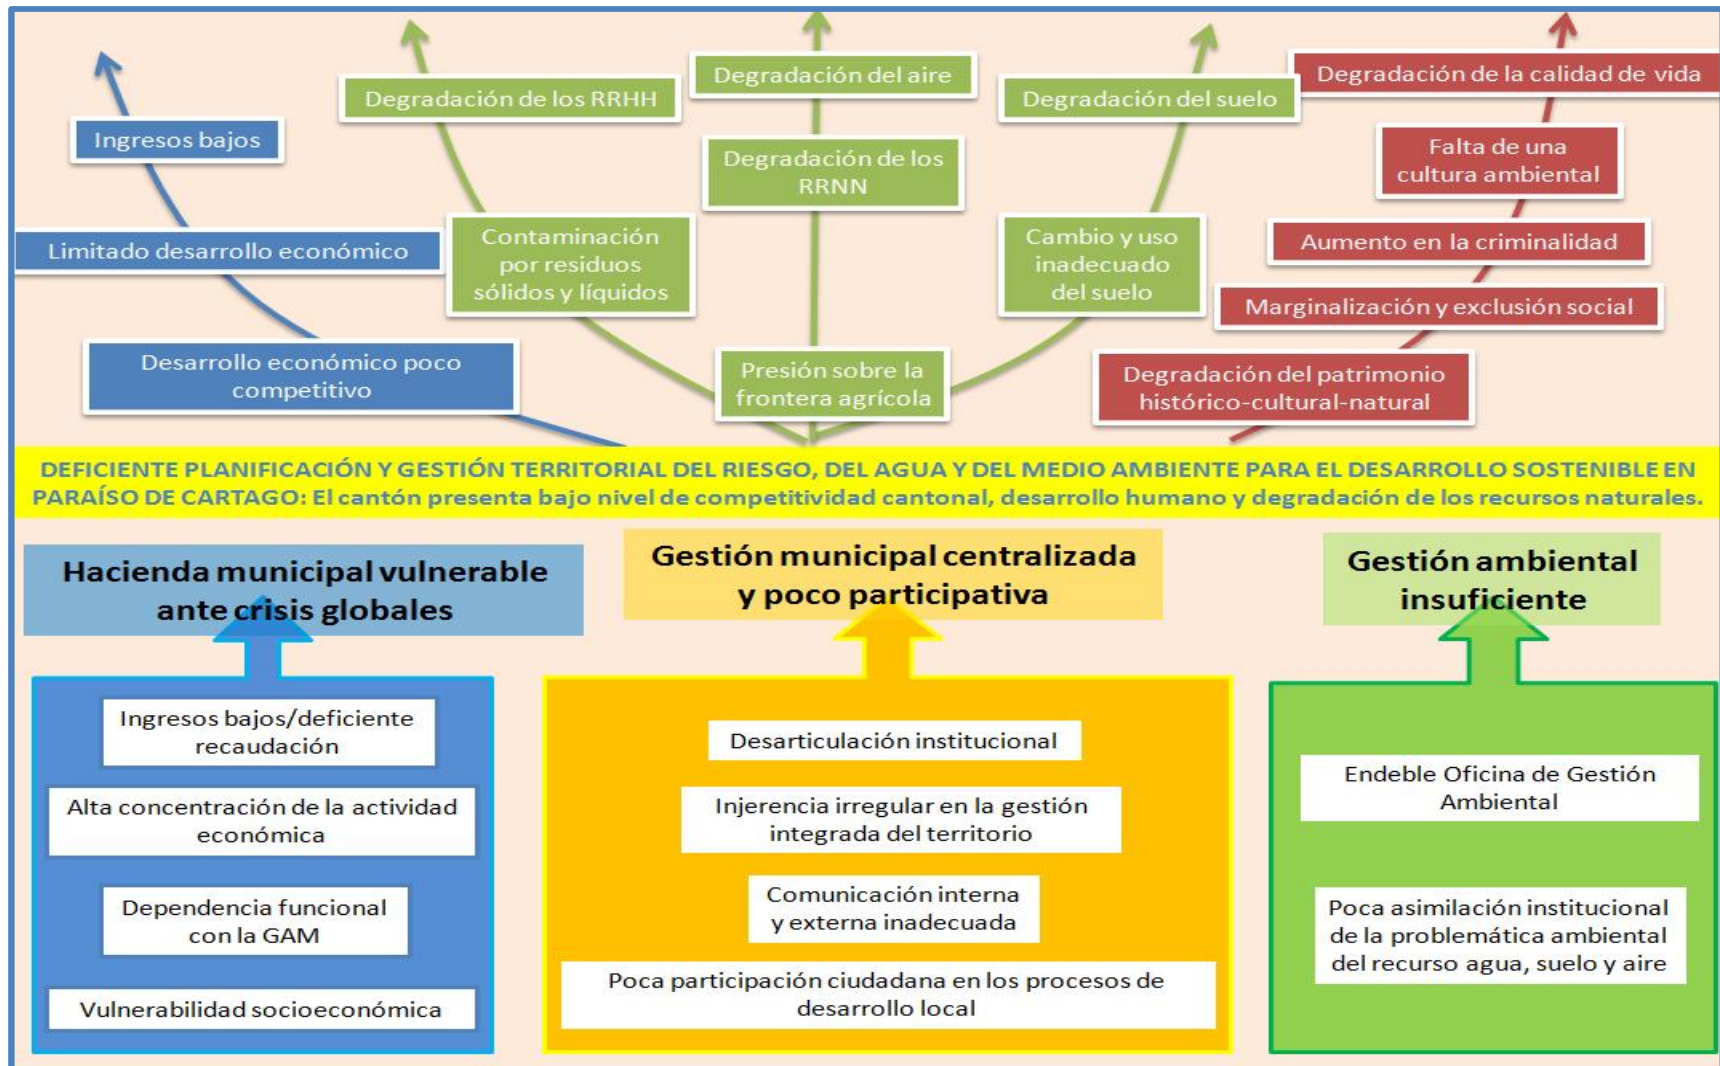 Degradación del aire
Degradación de la calidad de vida
Degradación de los RRHH
Degradación del suelo
Ingresos bajos
Degradación de los
RRNN
Falta de una
cultura ambiental
Limitado desarrollo económico
Contaminación
por residuos
sólidos y líquidos
Cambio y uso
inadecuado
del suelo
Aumento en la criminalidad
Marginalización y exclusión social
Desarrollo económico poco
competitivo
Presión sobre la
frontera agrícola
Degradación del patrimonio
histórico-cultural-natural
DEFICIENTE PLANIFICACIÓN Y GESTIÓN TERRITORIAL DEL RIESGO, DEL AGUA Y DEL MEDIO AMBIENTE PARA EL DESARROLLO SOSTENIBLE EN
PARAÍSO DE CARTAGO: El cantón presenta bajo nivel de competitividad cantonal, desarrollo humano y degradación de los recursos naturales.
Hacienda municipal vulnerable
ante crisis globales
Gestión municipal centralizada
y poco participativa
Gestión ambiental
insuficiente
Ingresos bajos/deficiente
recaudación
Alta concentración de la actividad
económica
Dependencia funcional
con la GAM
Vulnerabilidad socioeconómica
Desarticulación institucional
Injerencia irregular en la gestión
integrada del territorio
Comunicación interna
y externa inadecuada
Poca participación ciudadana en los procesos de
desarrollo local
Endeble Oficina de Gestión
Ambiental
Poca asimilación institucional
de la problemática ambiental
del recurso agua, suelo y aire